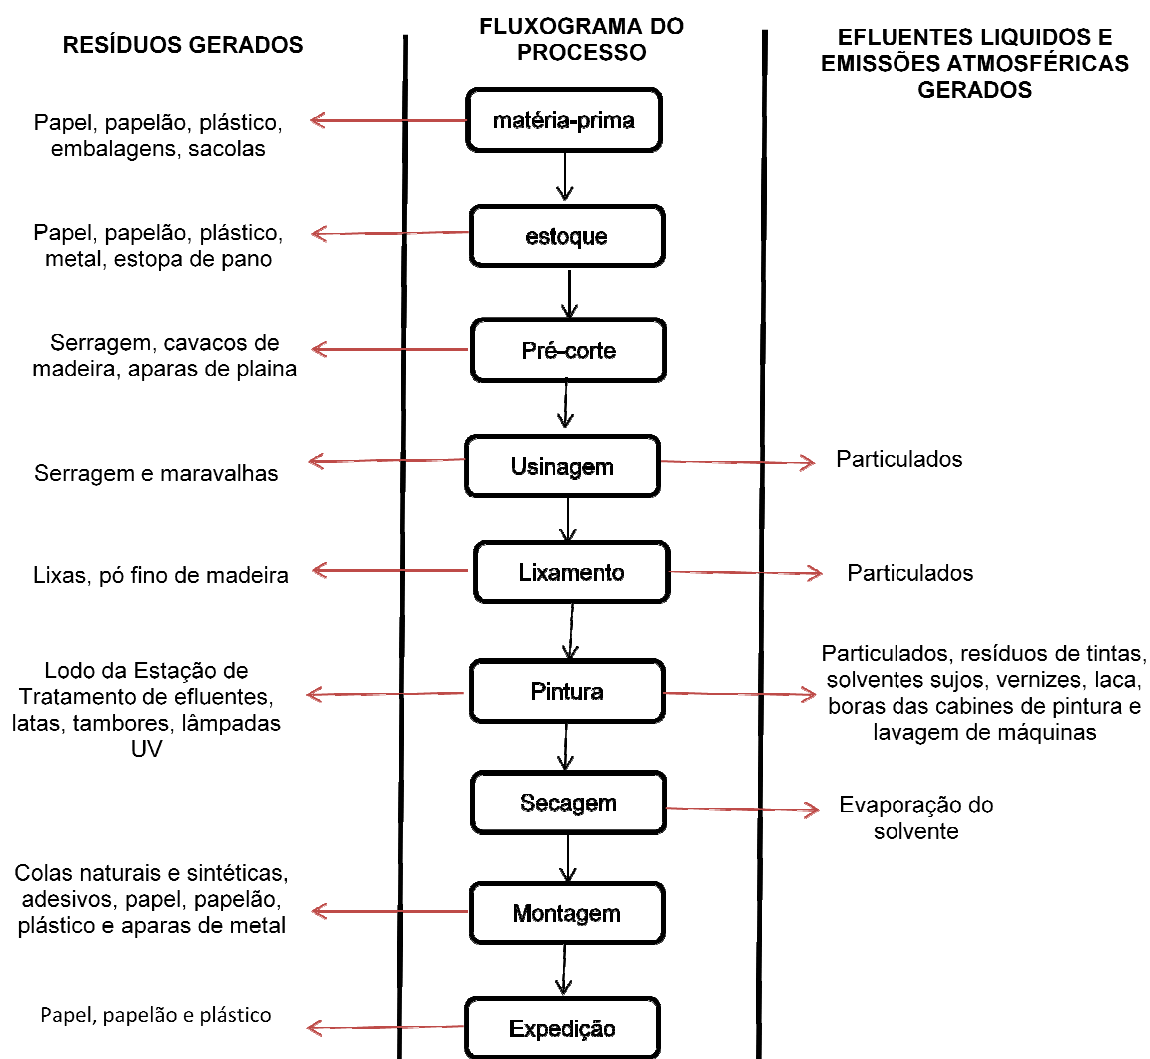 RESÍDUOS GERADOS
FLUXOGRAMA DO
PROCESSO
EFLUENTES LIQUIDOS E
EMISSÕES ATMOSFÉRICAS
GERADOS
Papel, papelão, plástico,
embalagens, sacolas
matéria-prima
Papel, papelão, plástico,
metal, estopa de pano
estoque
Serragem, cavacos de
madeira, aparas de plaina
Pré-corte
Serragem e maravalhas
Usinagem
Particulados
Lixas, pó fino de madeira
Lixamento
Particulados
Lodo da Estação de
Tratamento de efluentes,
latas, tambores, lâmpadas
UV
Pintura
Particulados, resíduos de tintas,
solventes sujos, vernizes, laca,
boras das cabines de pintura e
lavagem de máquinas
Secagem
Evaporação do
solvente
Colas naturais e sintéticas,
adesivos, papel, papelão,
plástico e aparas de metal
Montagem
Papel, papelão e plástico
Expedição